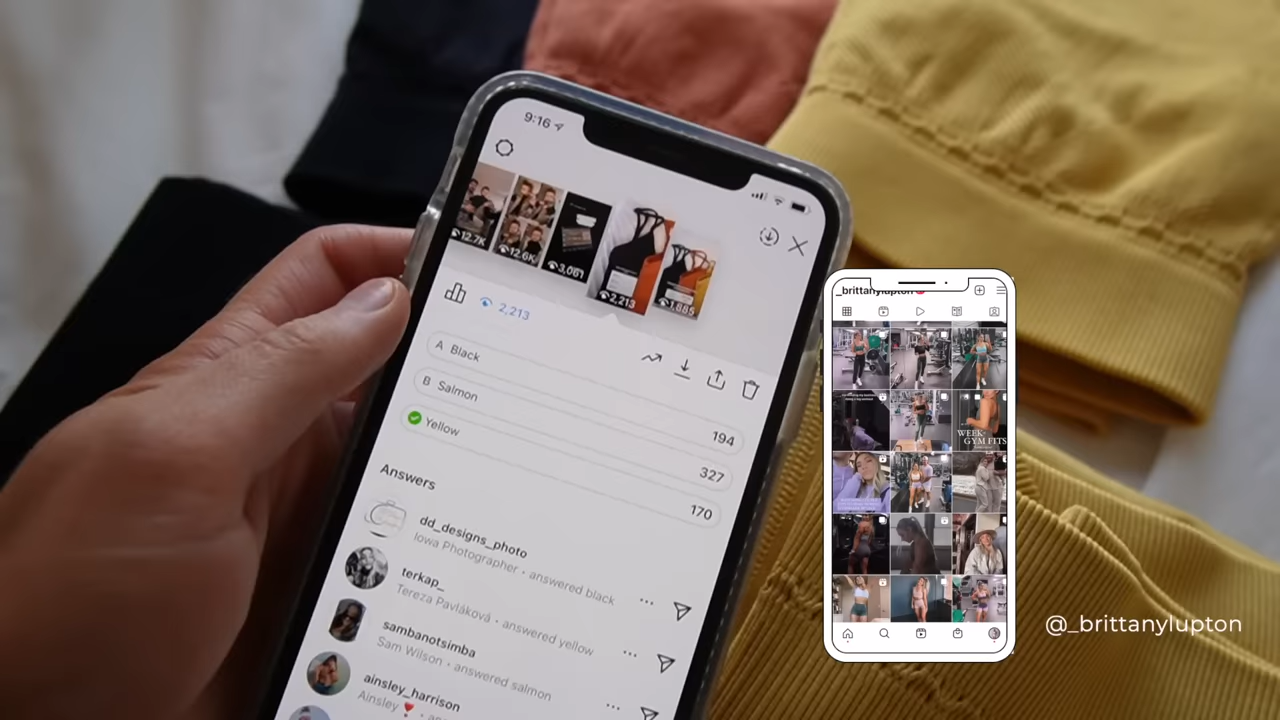 9:16
12.7K
12.6K
3,061
2,213
1,885
2,213
A Black
194
B Salmon
327
Yellow
170
Answers
dd_designs_photo
Iowa Photographer • answered black
terkap_
Tereza Pavláková • answered yellow
sambanotsimba
Sam Wilson • answered salmon
ainsley_harrison
Ainsley
_brittanylupton
WEEK-
GYM FITS
@_brittanylupton